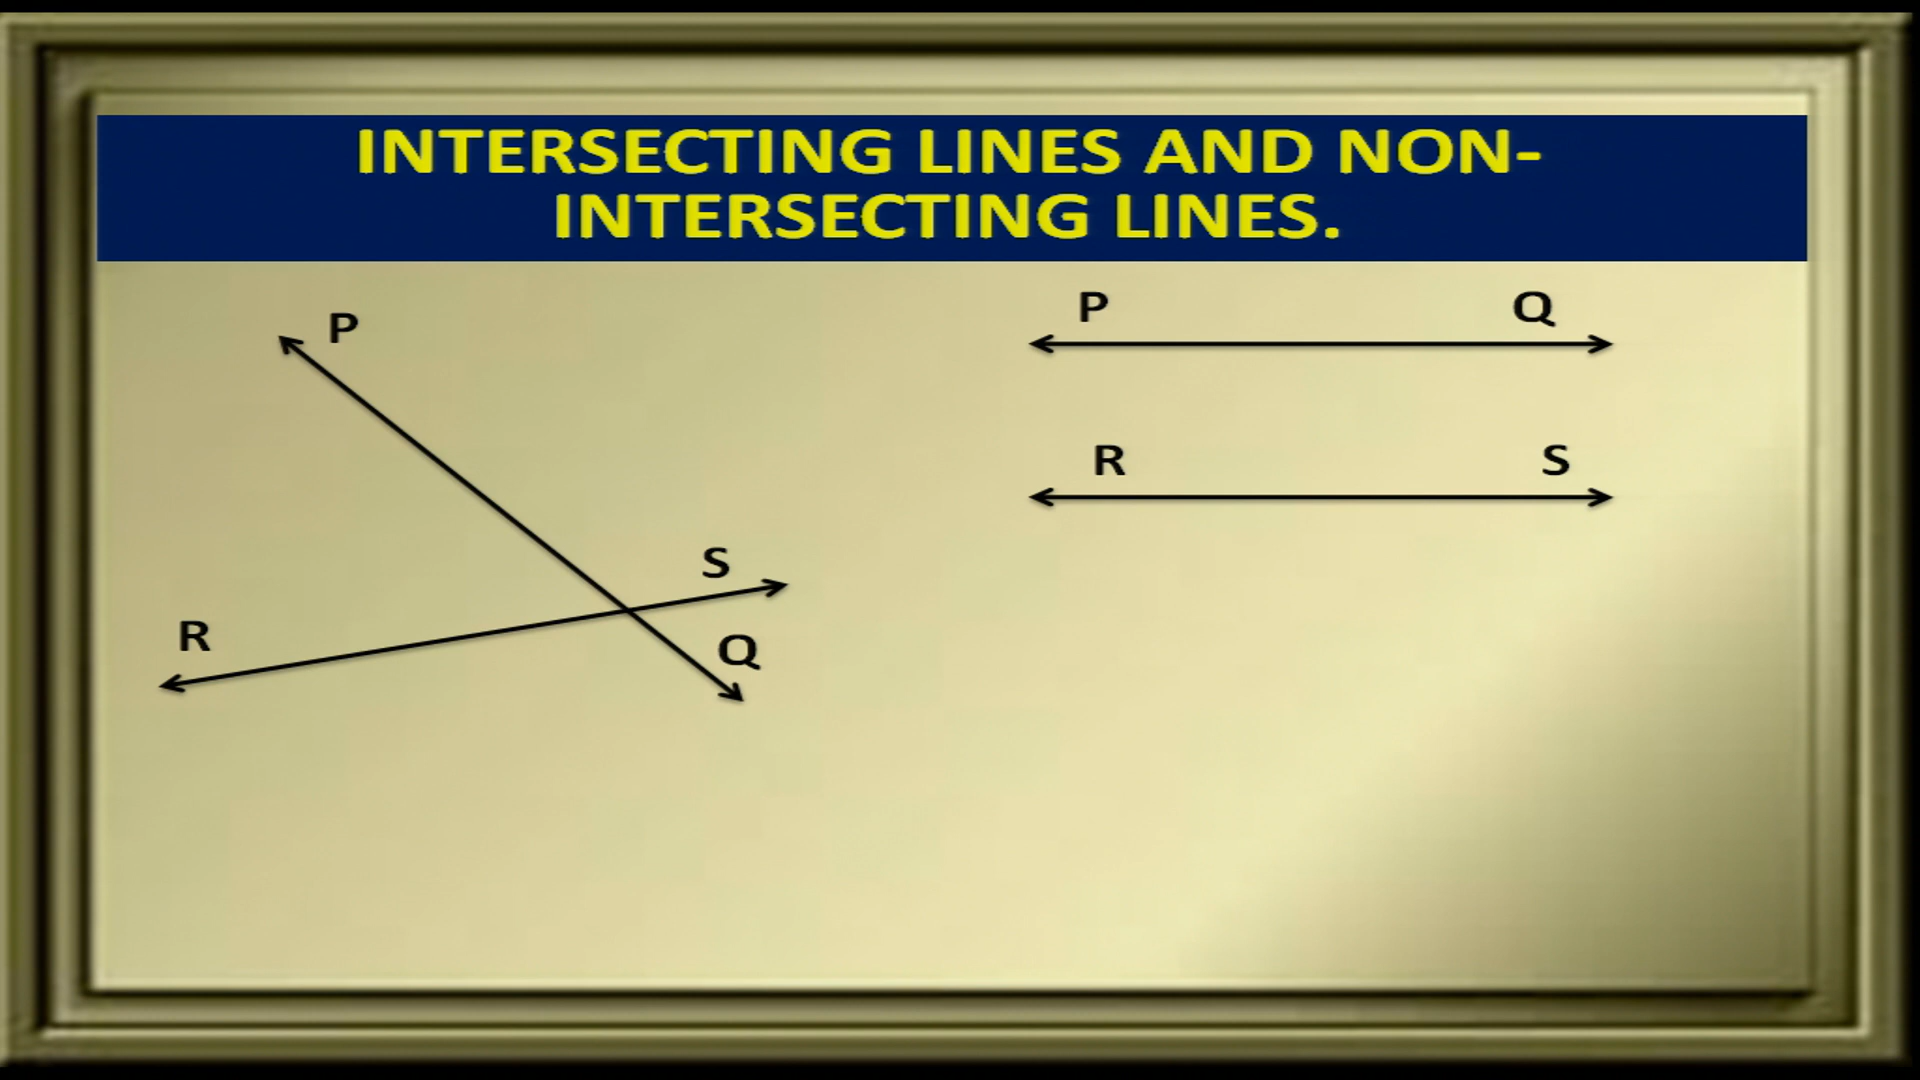 INTERSECTING LINES AND NON-
INTERSECTING LINES.
P
S
R
Q
P Q
R S